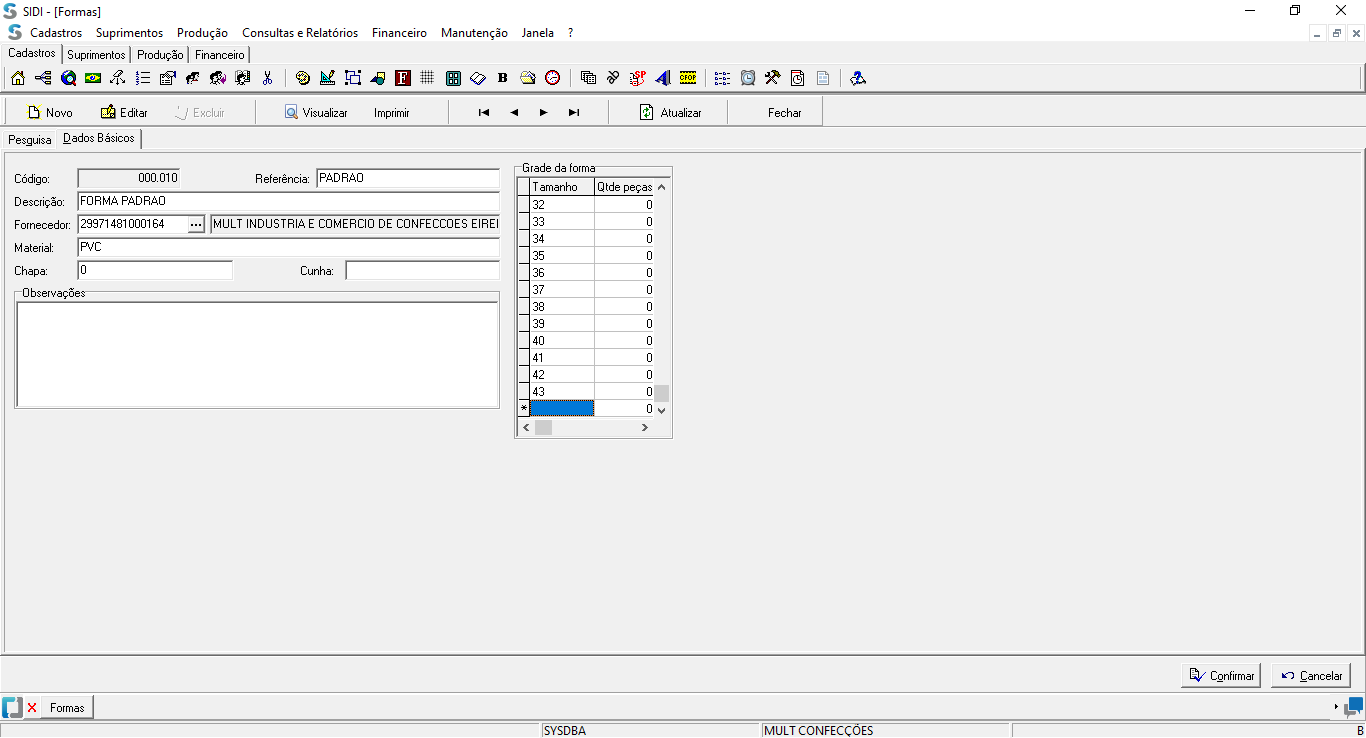 SIDI - [Formas]
Cadastros Suprimentos Produção Consultas e Relatórios Financeiro Manutenção Janela ?
Cadastros Suprimentos Produção Financeiro
F B SP CFOP
Novo Editar Excluir Visualizar Imprimir Atualizar Fechar
Pesquisa Dados Básicos
Código: 000.010 Referência: PADRAO
Descrição: FORMA PADRAO
Fornecedor: 29971481000164 ... MULT INDUSTRIA E COMERCIO DE CONFECCOES EIREI
Material: PVC
Chapa: 0 Cunha:
Observações
Grade da forma
Tamanho Qtde peças
32 0
33 0
34 0
35 0
36 0
37 0
38 0
39 0
40 0
41 0
42 0
43 0
* 0
Confirmar Cancelar
Formas
SYSDBA MULT CONFECÇÕES B